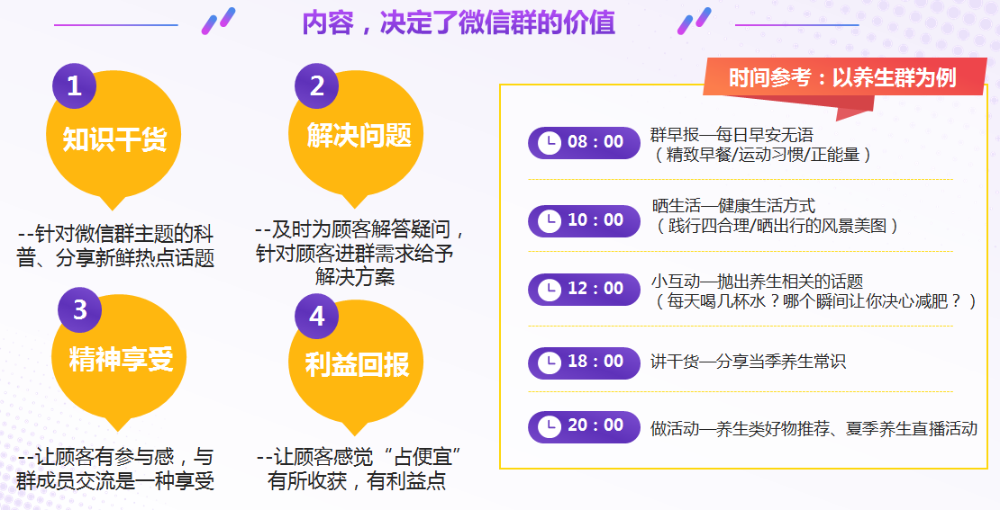 内容，决定了微信群的价值
1
知识干货
--针对微信群主题的科
普、分享新鲜热点话题
2
解决问题
--及时为顾客解答疑问，
针对顾客进群需求给予
解决方案
3
精神享受
--让顾客有参与感，与
群成员交流是一种享受
4
利益回报
--让顾客感觉“占便宜”
有所收获，有利益点
时间参考：以养生群为例
08：00
群早报—每日早安无语
（精致早餐/运动习惯/正能量）
10：00
晒生活—健康生活方式
（践行四合理/晒出行的风景美图）
12：00
小互动—抛出养生相关的话题
（每天喝几杯水？哪个瞬间让你决心减肥？）
18：00
讲干货—分享当季养生常识
20：00
做活动—养生类好物推荐、夏季养生直播活动